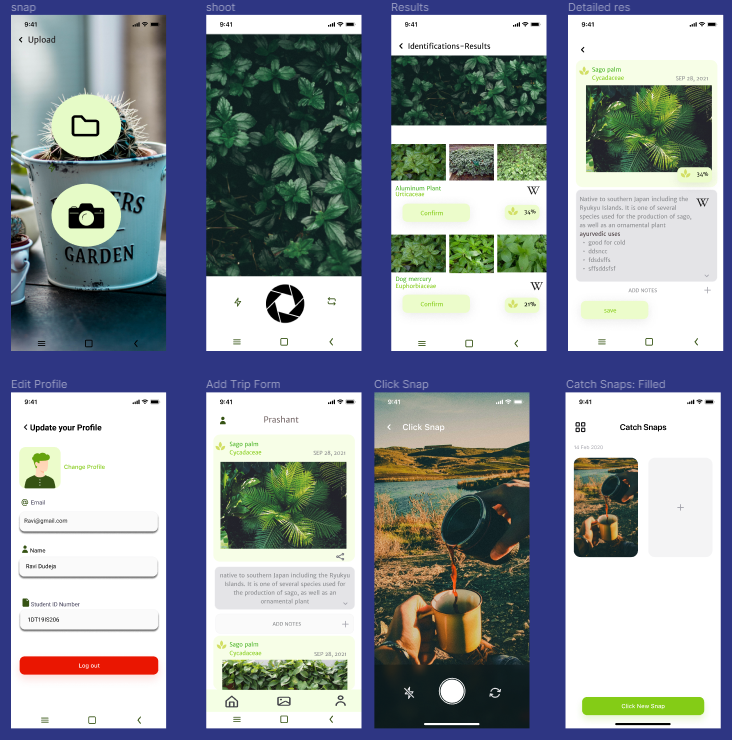 snap
9:41
Upload
GARDEN
shoot
9:41
Results
9:41
Identifications-Results
Aluminum Plant
Urticaceae
W
Confirm
34%
Dog mercury
Euphorbiaceae
W
Confirm
21%
Detailed res
9:41
Sago palm
Cycadaceae
SEP 28, 2021
34%
Native to southern Japan including the
Ryukyu Islands. It is one of several
species used for the production of sago,
as well as an ornamental plant
W
ayurvedic uses
- good for cold
- ddsrsct
- fdsdsffs
- sffsddsfsf
ADD NOTES
save
Edit Profile
9:41
Update your Profile
Change Profile
@ Email
Ravi@gmail.com
Name
Ravi Dudeja
Student ID Number
1DT19IS206
Log out
Add Trip Form
9:41
Prashant
Sago palm
Cycadaceae
SEP 28, 2021
native to southern Japan including the Ryukyu
Islands. It is one of several species used for
the production of sago, as well as an
ornamental plant
ADD NOTES
Sago palm
Cycadaceae
SEP 28, 2021
Click Snap
9:41
Click Snap
Catch Snaps: Filled
9:41
Catch Snaps
14 Feb 2020
Click New Snap